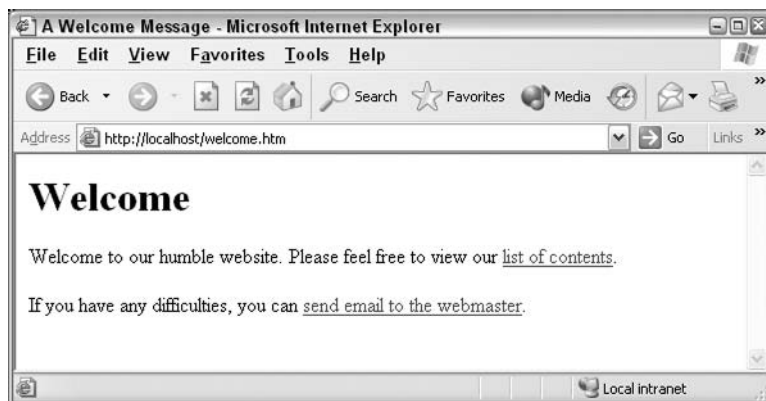 A Welcome Message - Microsoft Internet Explorer
File Edit View Favorites Tools Help
Back Search Favorites Media »
Address http://localhost/welcome.htm Go Links »
Welcome
Welcome to our humble website. Please feel free to view our list of contents.
If you have any difficulties, you can send email to the webmaster.
Local intranet